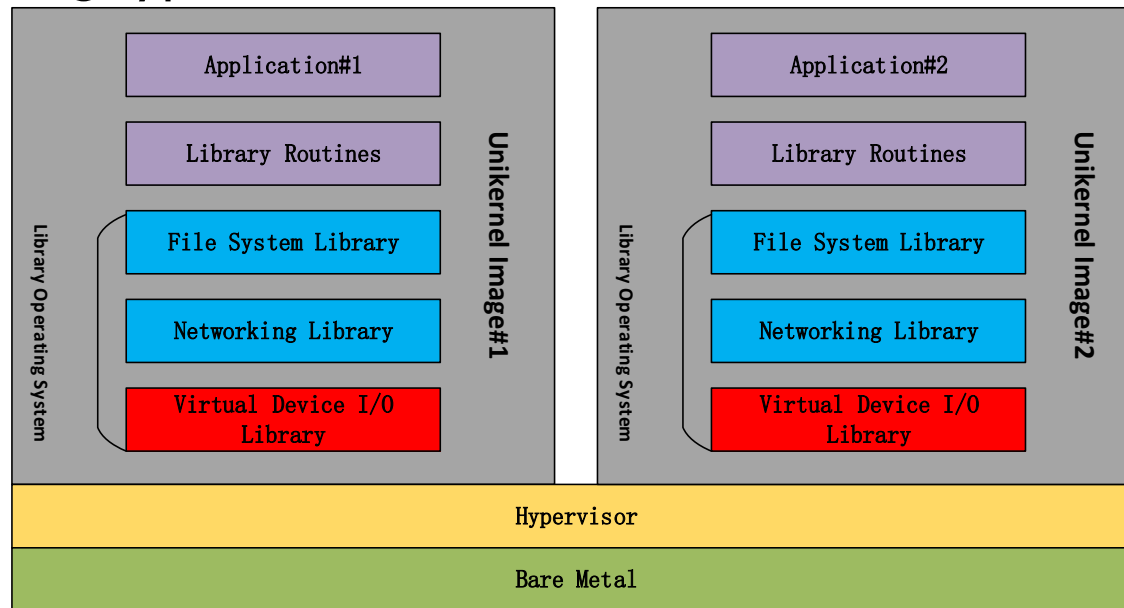 Application#1
Library Routines
File System Library
Networking Library
Virtual Device I/O
Library
Library Operating System
Unikernel Image#1
Application#2
Library Routines
File System Library
Networking Library
Virtual Device I/O
Library
Library Operating System
Unikernel Image#2
Hypervisor
Bare Metal